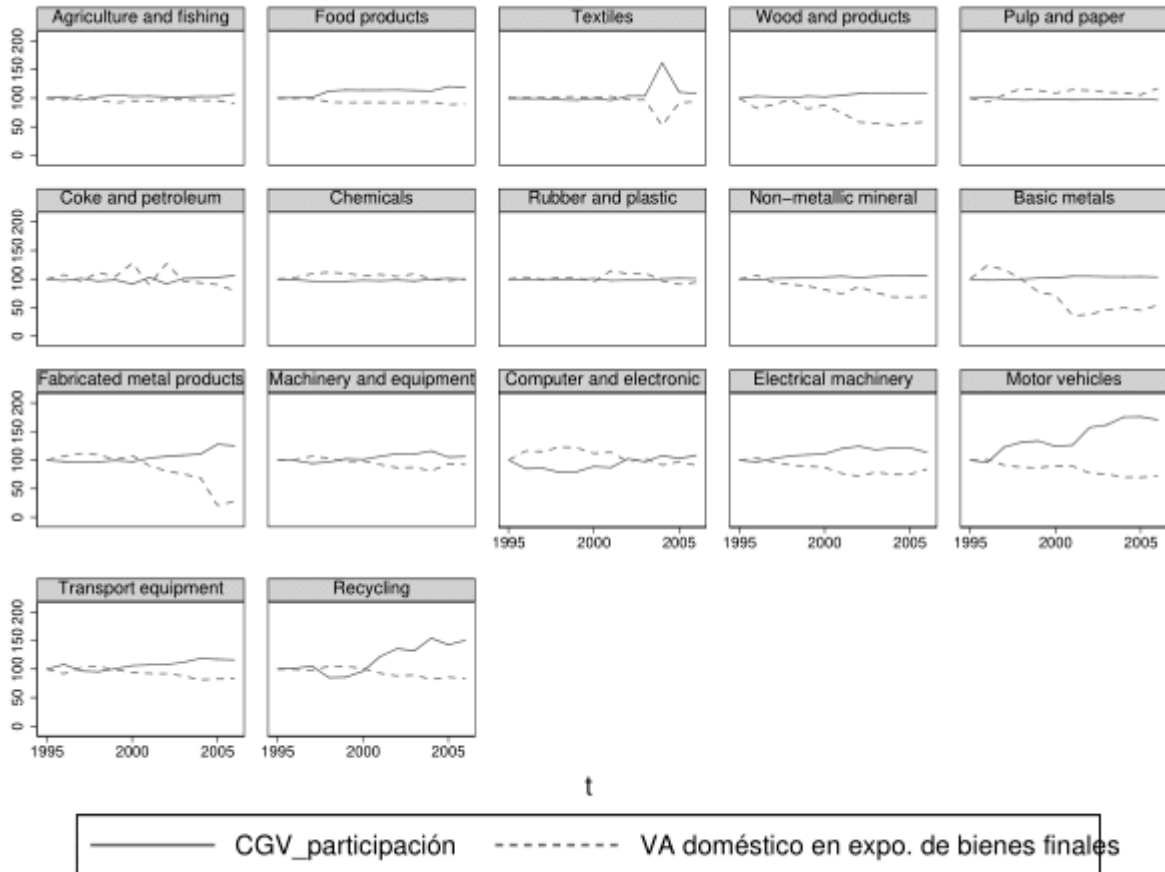 Agriculture and fishing Food products Textiles Wood and products Pulp and paper
0 50 100 150 200
Coke and petroleum Chemicals Rubber and plastic Non−metallic mineral Basic metals
0 50 100 150 200
Fabricated metal products Machinery and equipment Computer and electronic Electrical machinery Motor vehicles
0 50 100 150 200
1995 2000 2005 1995 2000 2005 1995 2000 2005
Transport equipment Recycling
0 50 100 150 200
1995 2000 2005 1995 2000 2005
t
CGV_participación VA doméstico en expo. de bienes finales